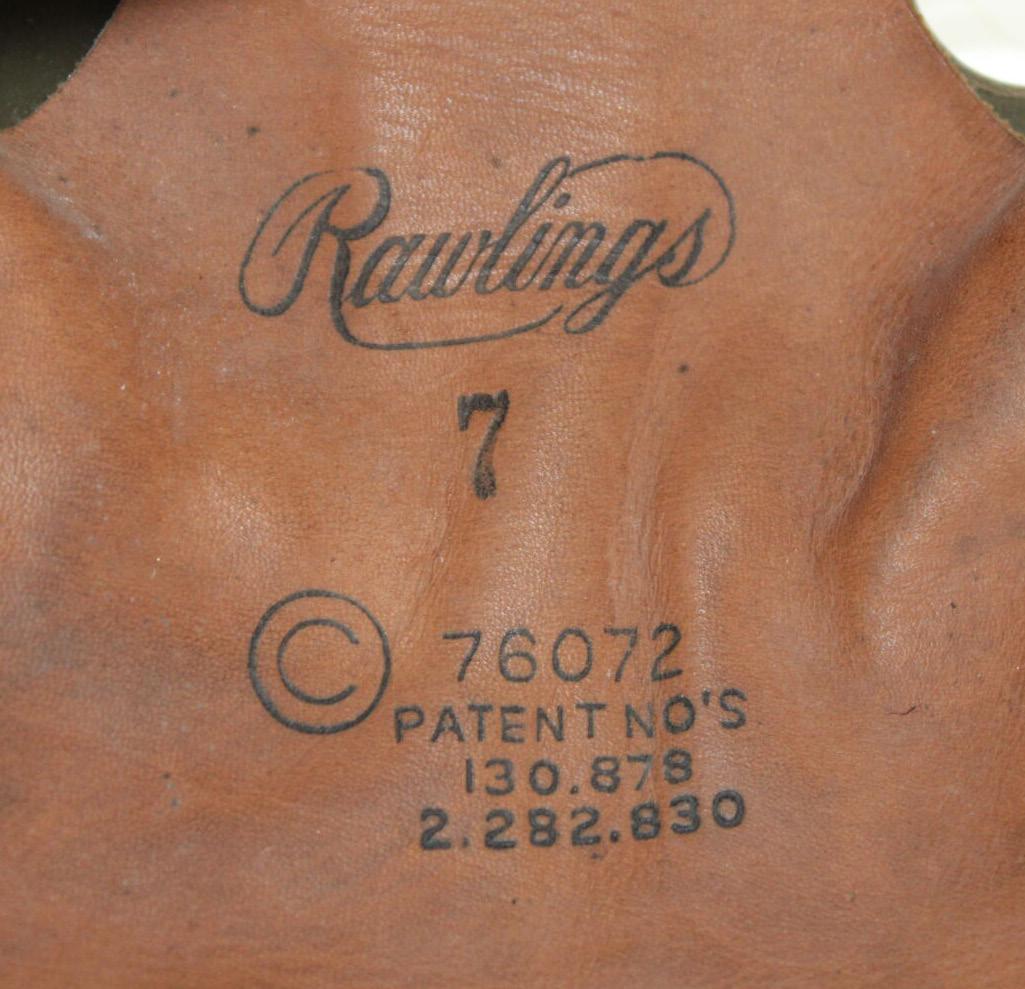 Rawlings
7
© 76072
PATENT NO'S
130.878
2.282.830